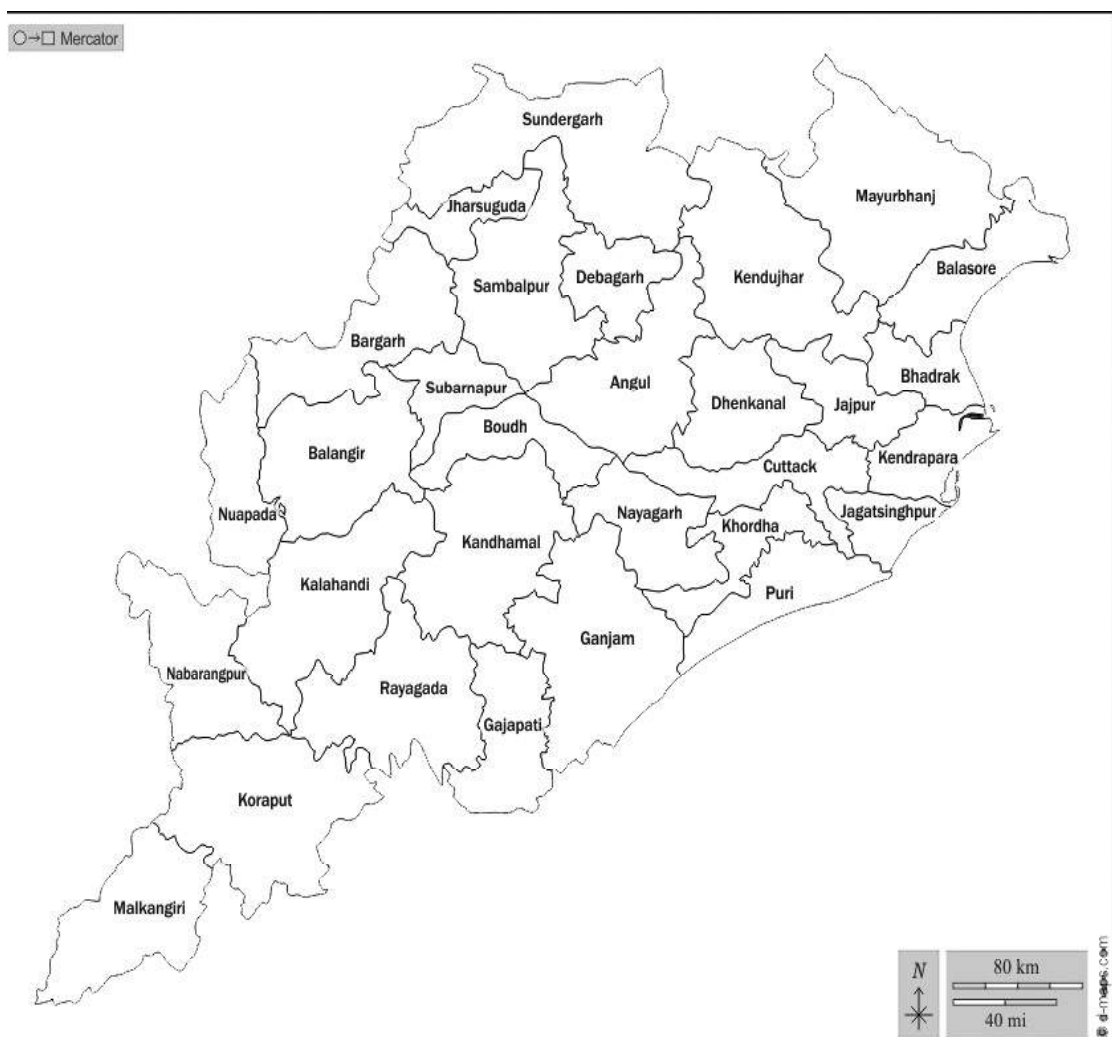 ○→□ Mercator
Sundergarh
Jharsuguda
Mayurbhanj
Balasore
Sambalpur
Debagarh
Kendujhar
Bargarh
Subarnapur
Angul
Dhenkanal
Jajpur
Bhadrak
Boudh
Balangir
Cuttack
Kendrapara
Nuapada
Nayagarh
Khordha
Jagatsinghpur
Kandhamal
Kalahandi
Puri
Ganjam
Nabarangpur
Rayagada
Gajapati
Koraput
Malkangiri
N
80 km
40 mi
© d-maps.com